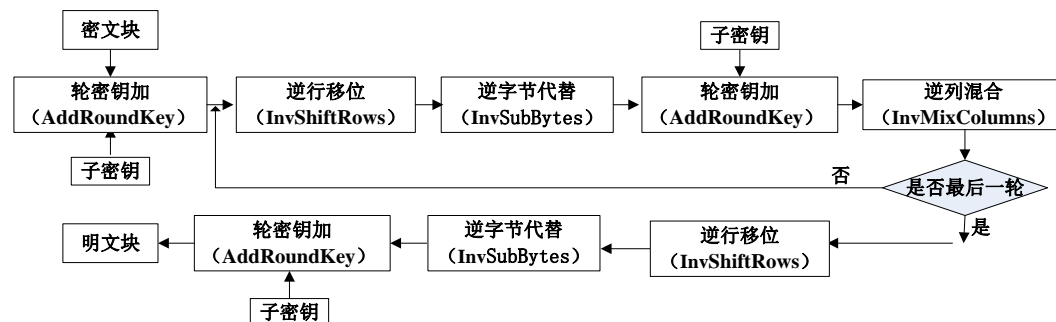 密文块
子密钥
轮密钥加
（AddRoundKey）
逆行移位
（InvShiftRows）
逆字节代替
（InvSubBytes）
轮密钥加
（AddRoundKey）
逆列混合
（InvMixColumns）
子密钥
否
是否最后一轮
是
明文块
轮密钥加
（AddRoundKey）
逆字节代替
（InvSubBytes）
逆行移位
（InvShiftRows）
子密钥